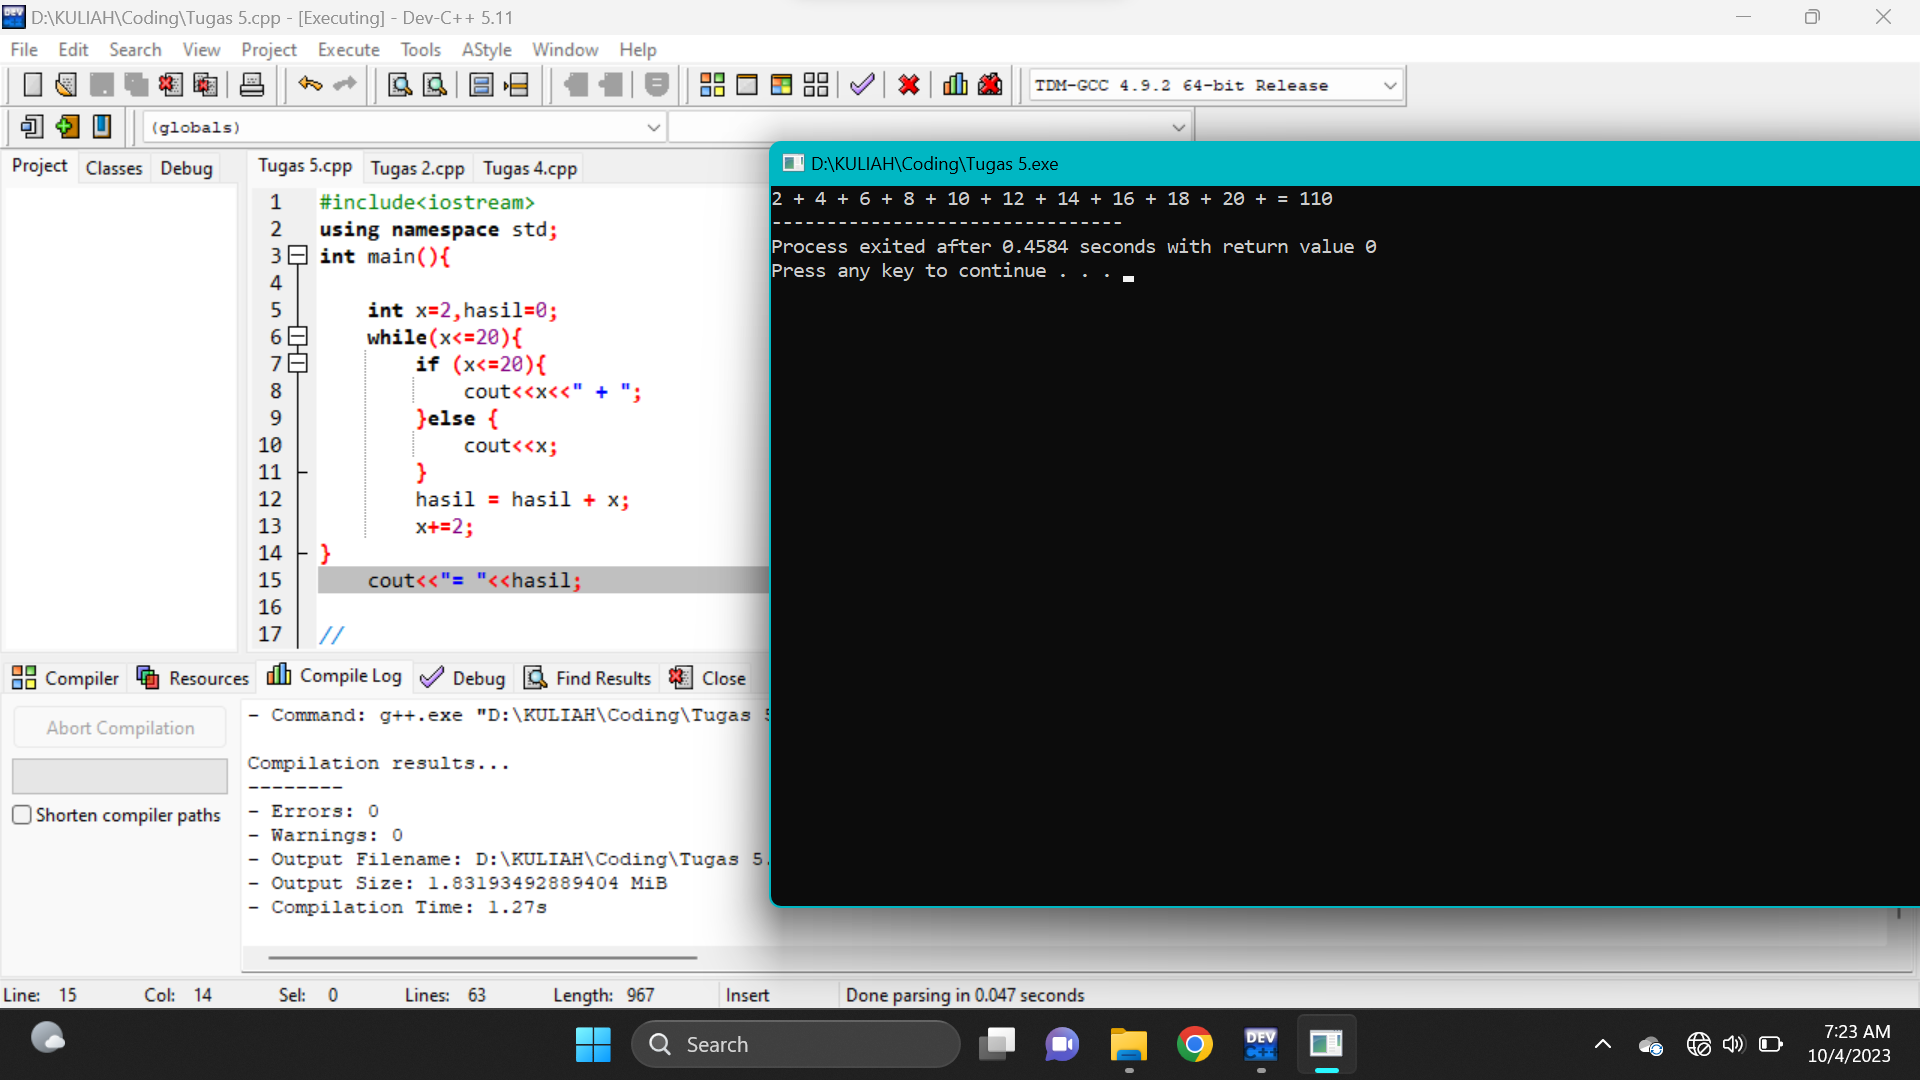 D:\KULIAH\Coding\Tugas 5.cpp - [Executing] - Dev-C++ 5.11
File Edit Search View Project Execute Tools AStyle Window Help
TDM-GCC 4.9.2 64-bit Release
(globals)
Project Classes Debug
Tugas 5.cpp Tugas 2.cpp Tugas 4.cpp
1 #include<iostream>
2 using namespace std;
3 int main(){
4
5 int x=2,hasil=0;
6 while(x<=20){
7 if (x<=20){
8 cout<<x<<" + ";
9 }else {
10 cout<<x;
11 }
12 hasil = hasil + x;
13 x+=2;
14 }
15 cout<<"= "<<hasil;
16
17 //
D:\KULIAH\Coding\Tugas 5.exe
2 + 4 + 6 + 8 + 10 + 12 + 14 + 16 + 18 + 20 + = 110
--------------------------------
Process exited after 0.4584 seconds with return value 0
Press any key to continue . . .
Compiler Resources Compile Log Debug Find Results Close
Abort Compilation
Shorten compiler paths
- Command: g++.exe "D:\KULIAH\Coding\Tugas 5
Compilation results...
--------
- Errors: 0
- Warnings: 0
- Output Filename: D:\KULIAH\Coding\Tugas 5.
- Output Size: 1.83193492889404 MiB
- Compilation Time: 1.27s
Line: 15 Col: 14 Sel: 0 Lines: 63 Length: 967 Insert Done parsing in 0.047 seconds
Search
DEV C++
7:23 AM
10/4/2023